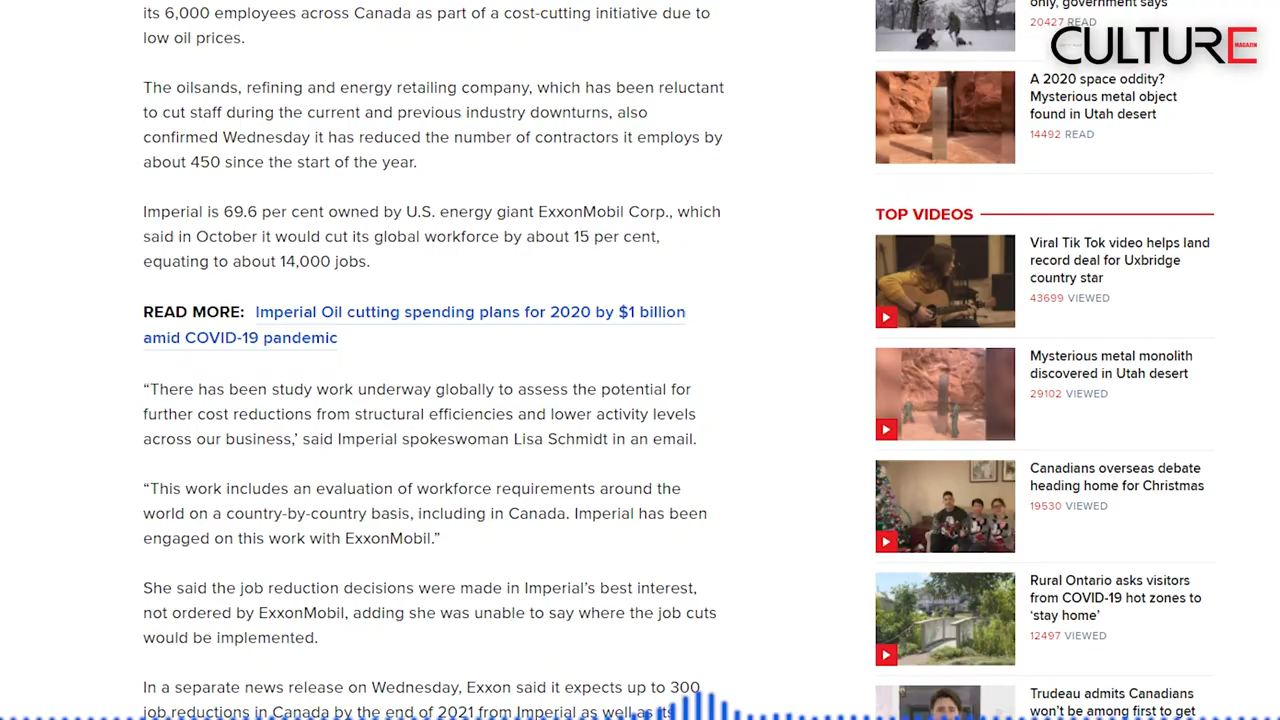 its 6,000 employees across Canada as part of a cost-cutting initiative due to
low oil prices.
The oilsands, refining and energy retailing company, which has been reluctant
to cut staff during the current and previous industry downturns, also
confirmed Wednesday it has reduced the number of contractors it employs by
about 450 since the start of the year.
Imperial is 69.6 per cent owned by U.S. energy giant ExxonMobil Corp., which
said in October it would cut its global workforce by about 15 per cent,
equating to about 14,000 jobs.
READ MORE: Imperial Oil cutting spending plans for 2020 by $1 billion
amid COVID-19 pandemic
“There has been study work underway globally to assess the potential for
further cost reductions from structural efficiencies and lower activity levels
across our business,’ said Imperial spokeswoman Lisa Schmidt in an email.
“This work includes an evaluation of workforce requirements around the
world on a country-by-country basis, including in Canada. Imperial has been
engaged on this work with ExxonMobil.”
She said the job reduction decisions were made in Imperial’s best interest,
not ordered by ExxonMobil, adding she was unable to say where the job cuts
would be implemented.
In a separate news release on Wednesday, Exxon said it expects up to 300
job reductions in Canada by the end of 2021 from Imperial as well as its
only, government says
20427 READ
CULTURE
MAGAZIN
A 2020 space oddity?
Mysterious metal object
found in Utah desert
14492 READ
TOP VIDEOS
Viral Tik Tok video helps land
record deal for Uxbridge
country star
43699 VIEWED
Mysterious metal monolith
discovered in Utah desert
29102 VIEWED
Canadians overseas debate
heading home for Christmas
19530 VIEWED
Rural Ontario asks visitors
from COVID-19 hot zones to
‘stay home’
12497 VIEWED
Trudeau admits Canadians
won’t be among first to get